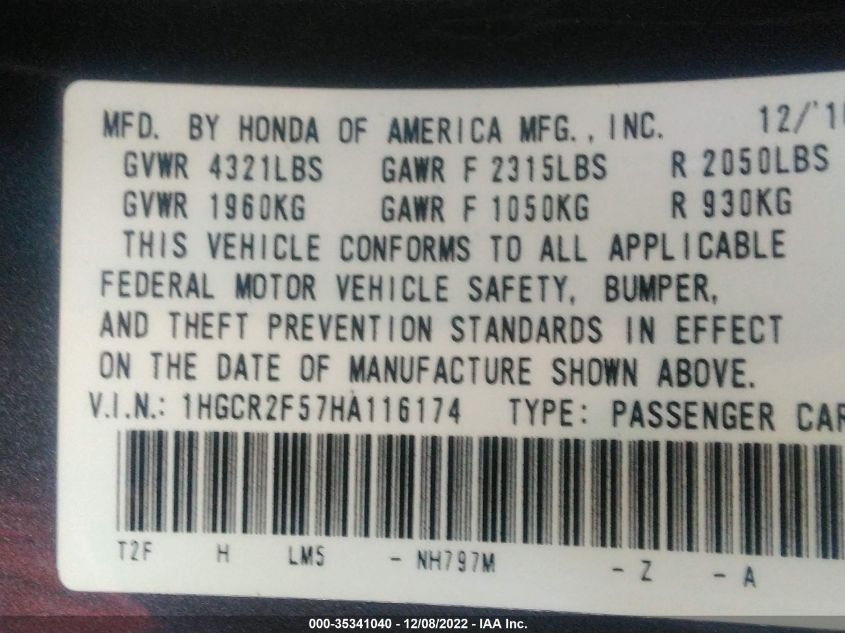 MFD. BY HONDA OF AMERICA MFG., INC. 12/'1
GVWR 4321LBS GAWR F 2315LBS R 2050LBS
GVWR 1960KG GAWR F 1050KG R 930KG
THIS VEHICLE CONFORMS TO ALL APPLICABLE
FEDERAL MOTOR VEHICLE SAFETY, BUMPER,
AND THEFT PREVENTION STANDARDS IN EFFECT
ON THE DATE OF MANUFACTURE SHOWN ABOVE.
V.I.N.: 1HGCR2F57HA116174 TYPE: PASSENGER CAR
T2F H LM5 - NH797M - Z - A
000-35341040 - 12/08/2022 - IAA Inc.